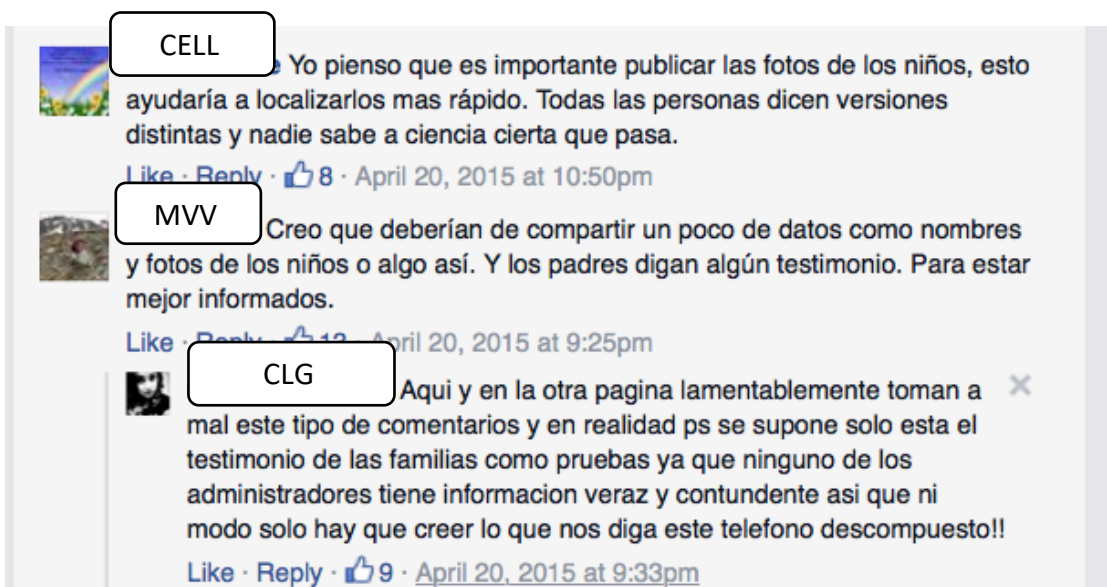 CELL
Yo pienso que es importante publicar las fotos de los niños, esto
ayudaría a localizarlos mas rápido. Todas las personas dicen versiones
distintas y nadie sabe a ciencia cierta que pasa.
Like · Reply · 8 · April 20, 2015 at 10:50pm
MVV
Creo que deberían de compartir un poco de datos como nombres
y fotos de los niños o algo así. Y los padres digan algún testimonio. Para estar
mejor informados.
Like · Reply · 12 · April 20, 2015 at 9:25pm
CLG
Aqui y en la otra pagina lamentablemente toman a
mal este tipo de comentarios y en realidad ps se supone solo esta el
testimonio de las familias como pruebas ya que ninguno de los
administradores tiene informacion veraz y contundente asi que ni
modo solo hay que creer lo que nos diga este telefono descompuesto!!
Like · Reply · 9 · April 20, 2015 at 9:33pm